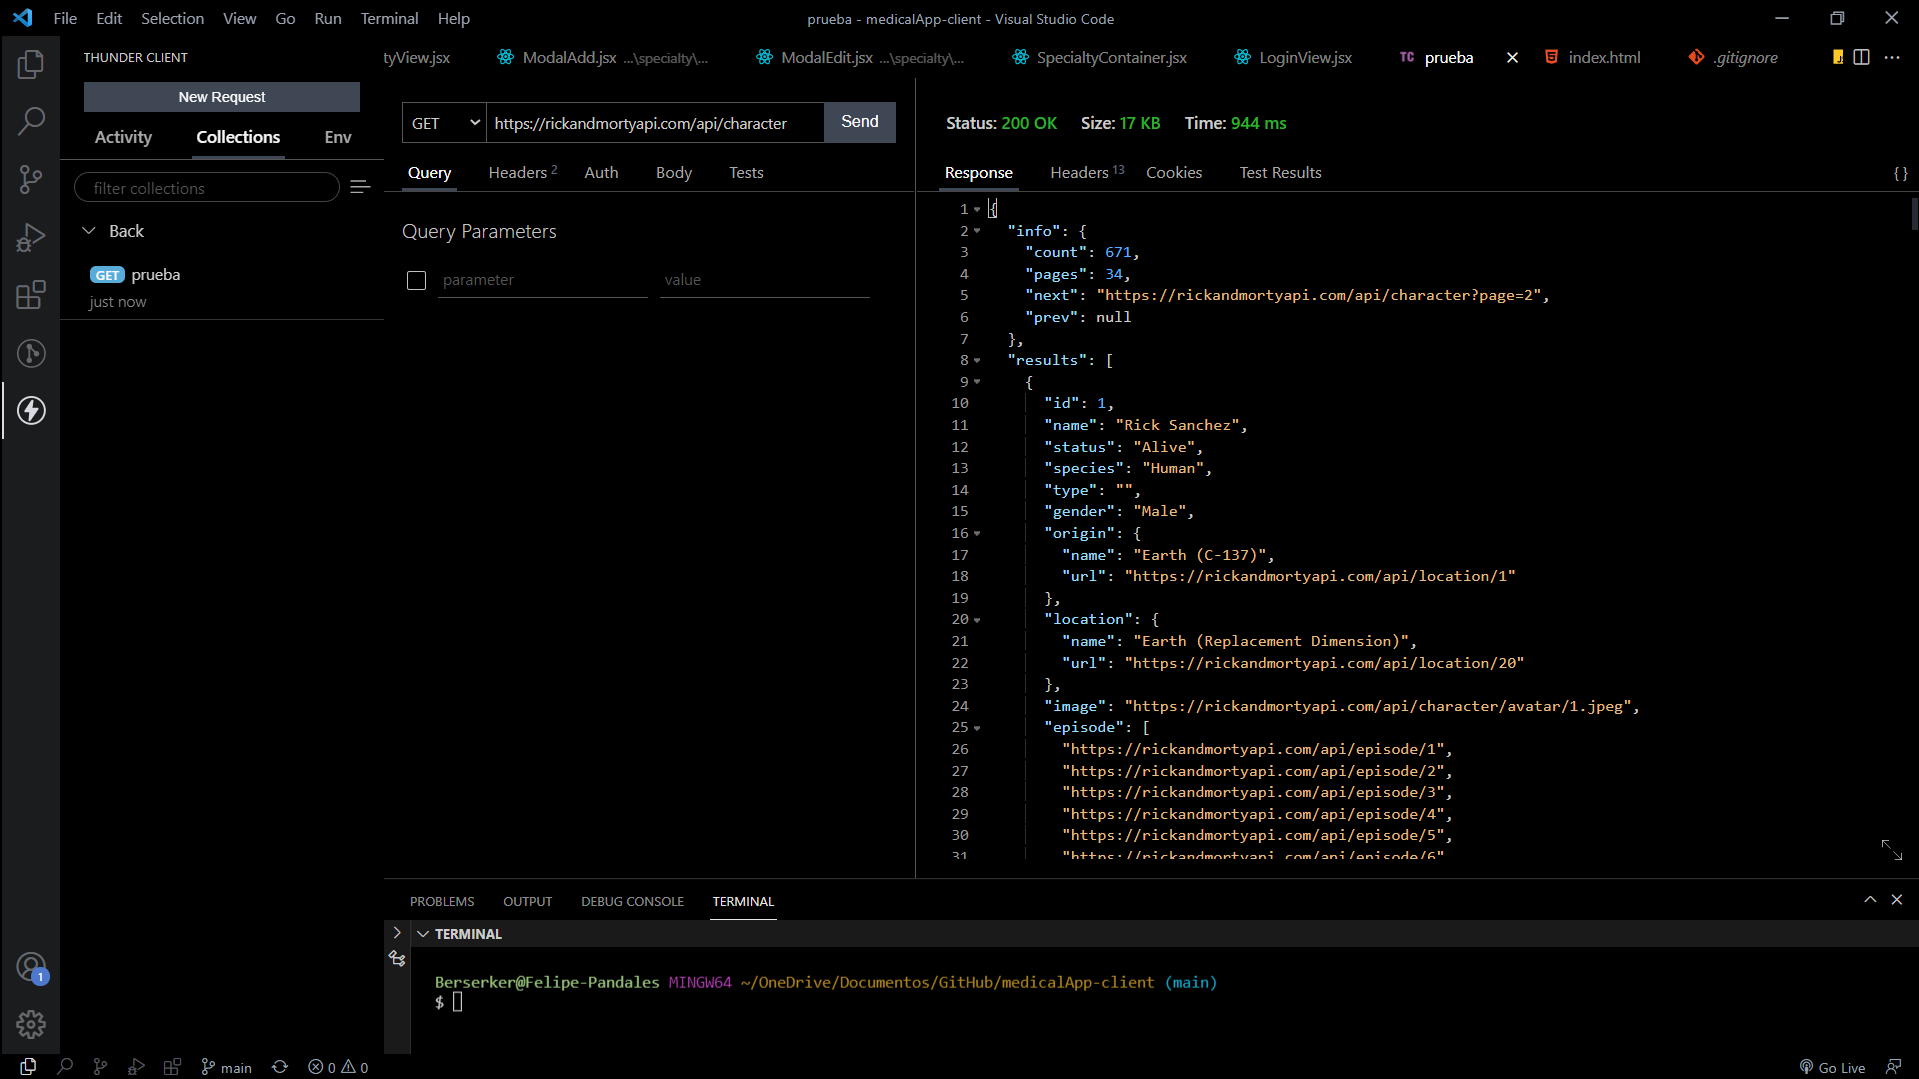 File Edit Selection View Go Run Terminal Help
prueba - medicalApp-client - Visual Studio Code
THUNDER CLIENT
tyView.jsx ModalAdd.jsx ...\specialty\... ModalEdit.jsx ...\specialty\... SpecialtyContainer.jsx LoginView.jsx TC prueba index.html .gitignore
New Request
Activity Collections Env
filter collections
Back
GET prueba
just now
GET https://rickandmortyapi.com/api/character Send
Query Headers 2 Auth Body Tests
Query Parameters
parameter value
Status: 200 OK Size: 17 KB Time: 944 ms
Response Headers 13 Cookies Test Results {}
1 {
2 "info": {
3 "count": 671,
4 "pages": 34,
5 "next": "https://rickandmortyapi.com/api/character?page=2",
6 "prev": null
7 },
8 "results": [
9 {
10 "id": 1,
11 "name": "Rick Sanchez",
12 "status": "Alive",
13 "species": "Human",
14 "type": "",
15 "gender": "Male",
16 "origin": {
17 "name": "Earth (C-137)",
18 "url": "https://rickandmortyapi.com/api/location/1"
19 },
20 "location": {
21 "name": "Earth (Replacement Dimension)",
22 "url": "https://rickandmortyapi.com/api/location/20"
23 },
24 "image": "https://rickandmortyapi.com/api/character/avatar/1.jpeg",
25 "episode": [
26 "https://rickandmortyapi.com/api/episode/1",
27 "https://rickandmortyapi.com/api/episode/2",
28 "https://rickandmortyapi.com/api/episode/3",
29 "https://rickandmortyapi.com/api/episode/4",
30 "https://rickandmortyapi.com/api/episode/5",
31 "https://rickandmortyapi.com/api/episode/6"
PROBLEMS OUTPUT DEBUG CONSOLE TERMINAL
TERMINAL
Berserker@Felipe-Pandales MINGW64 ~/OneDrive/Documentos/GitHub/medicalApp-client (main)
$
1
main 0 0 Go Live